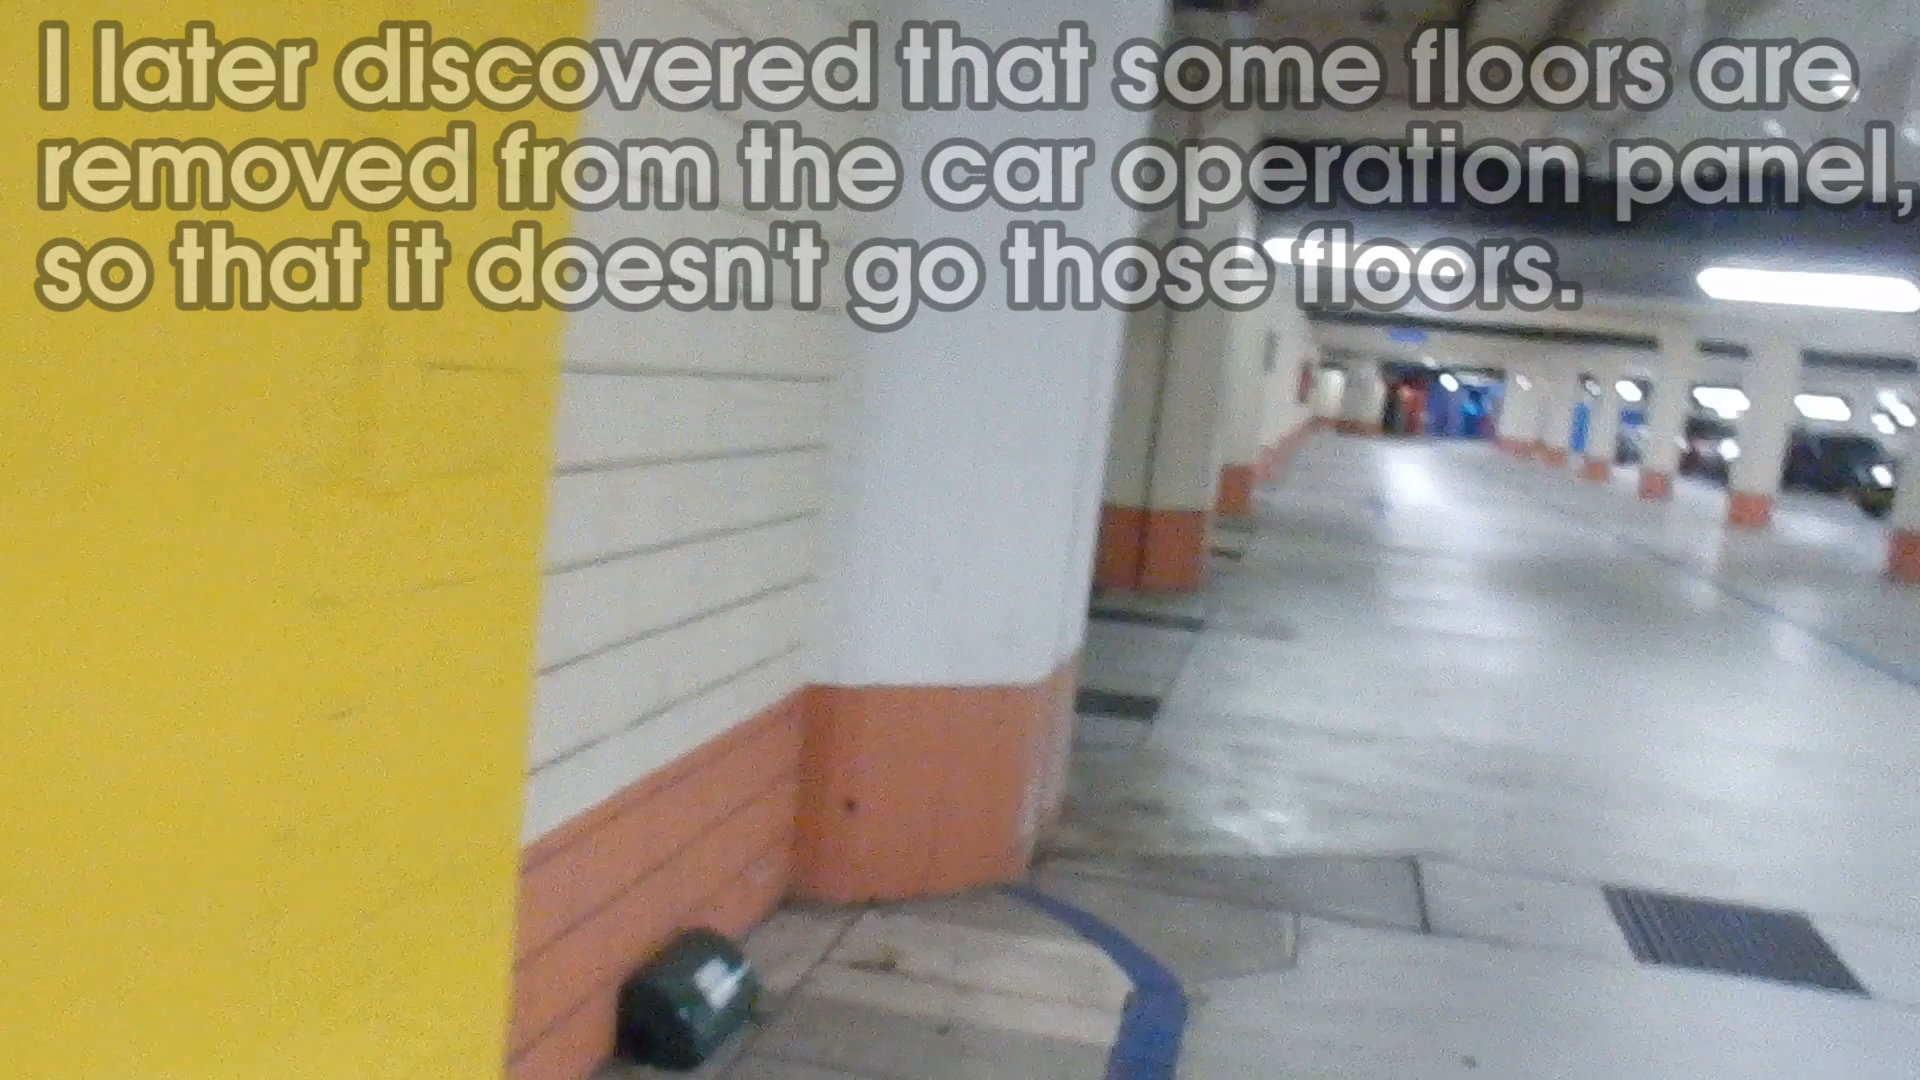 I later discovered that some floors are
removed from the car operation panel,
so that it doesn't go those floors.